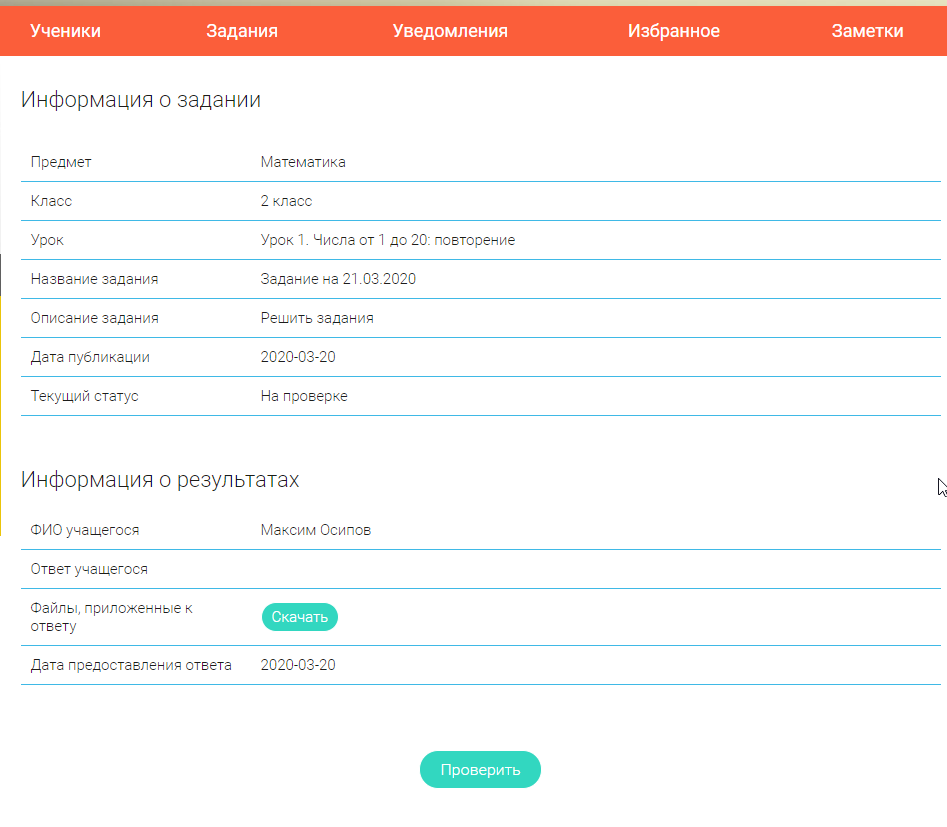 Ученики Задания Уведомления Избранное Заметки
Информация о задании
Предмет Математика
Класс 2 класс
Урок Урок 1. Числа от 1 до 20: повторение
Название задания Задание на 21.03.2020
Описание задания Решить задания
Дата публикации 2020-03-20
Текущий статус На проверке
Информация о результатах
ФИО учащегося Максим Осипов
Ответ учащегося
Файлы, приложенные к
ответу
Скачать
Дата предоставления ответа 2020-03-20
Проверить